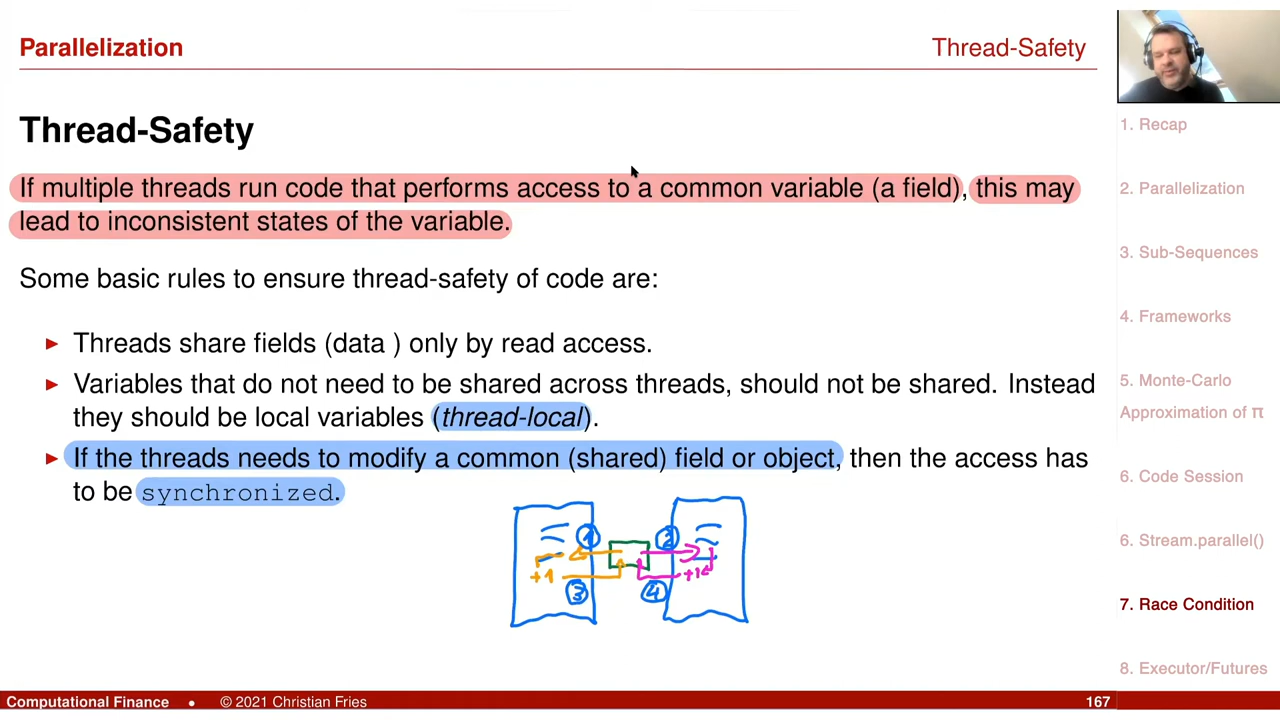 Parallelization
Thread-Safety
Thread-Safety
If multiple threads run code that performs access to a common variable (a field), this may
lead to inconsistent states of the variable.
Some basic rules to ensure thread-safety of code are:
▶ Threads share fields (data ) only by read access.
▶ Variables that do not need to be shared across threads, should not be shared. Instead
they should be local variables (thread-local).
▶ If the threads needs to modify a common (shared) field or object, then the access has
to be synchronized.
1 2
+1 +1
3 4
1. Recap
2. Parallelization
3. Sub-Sequences
4. Frameworks
5. Monte-Carlo
Approximation of π
6. Code Session
6. Stream.parallel()
7. Race Condition
8. Executor/Futures
Computational Finance • © 2021 Christian Fries 167